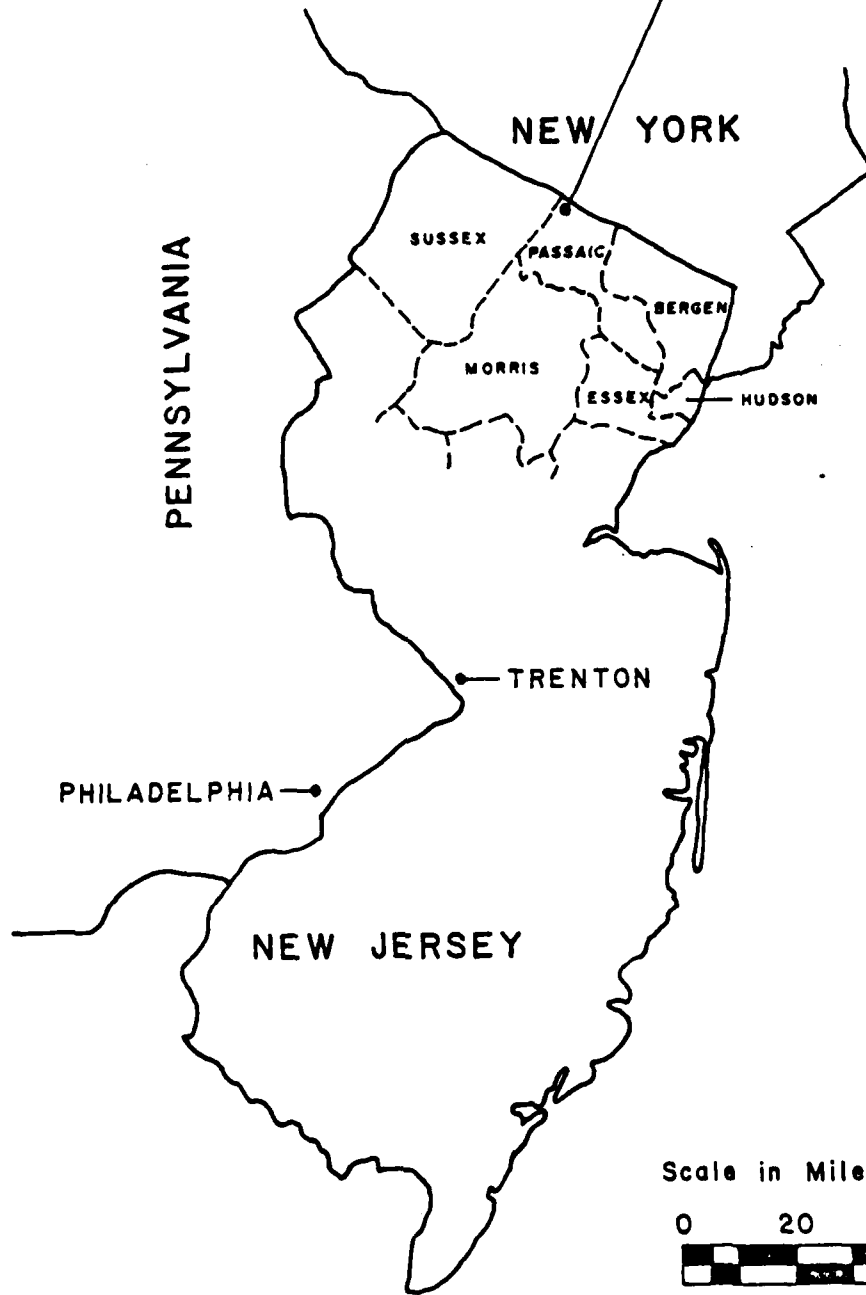 NEW YORK
SUSSEX
PASSAIC
BERGEN
PENNSYLVANIA
MORRIS
ESSEX
HUDSON
TRENTON
PHILADELPHIA
NEW JERSEY
Scale in Mile
0 20